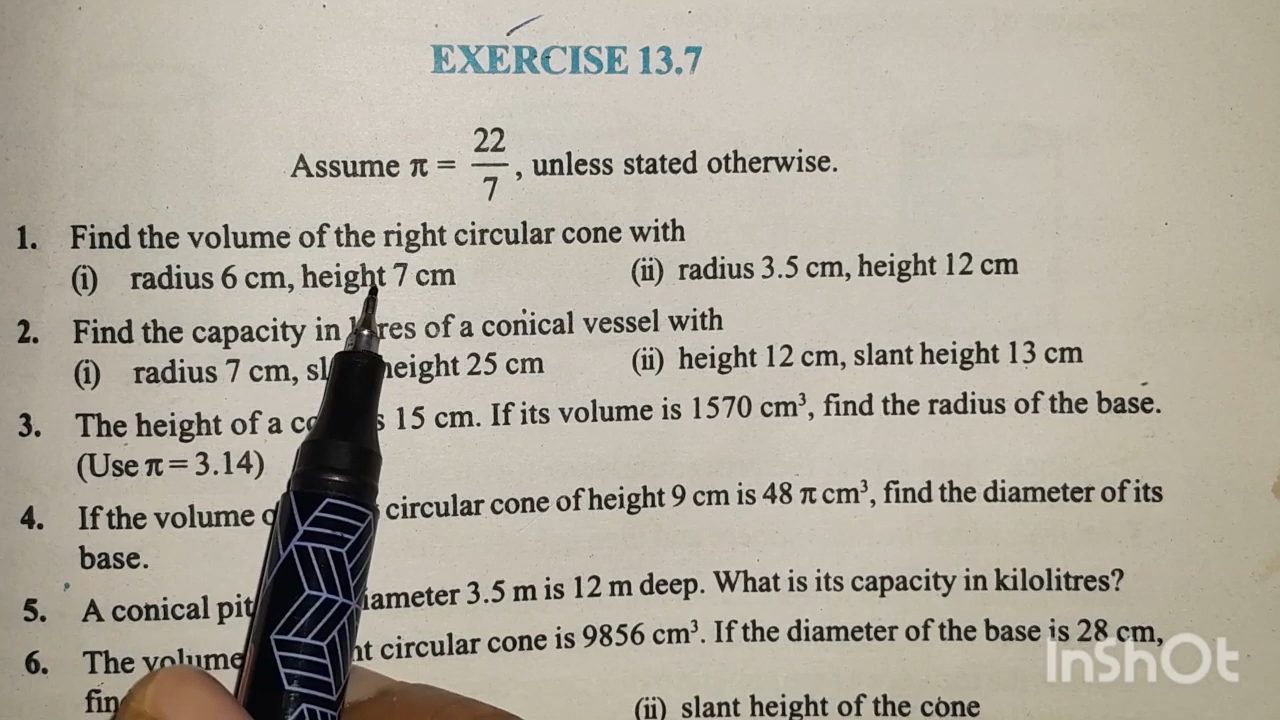 EXERCISE 13.7
Assume π = 22/7, unless stated otherwise.
1. Find the volume of the right circular cone with
(i) radius 6 cm, height 7 cm (ii) radius 3.5 cm, height 12 cm
2. Find the capacity in of a conical vessel with
(i) radius 7 cm, height 25 cm (ii) height 12 cm, slant height 13 cm
3. The height of a 15 cm. If its volume is 1570 cm³, find the radius of the base.
(Use π = 3.14)
4. If the volume circular cone of height 9 cm is 48 π cm³, find the diameter of its
base.
5. A conical pit 3.5 m is 12 m deep. What is its capacity in kilolitres?
6. The volume circular cone is 9856 cm³. If the diameter of the base is 28 cm,
(ii) slant height of the cone
InShOt